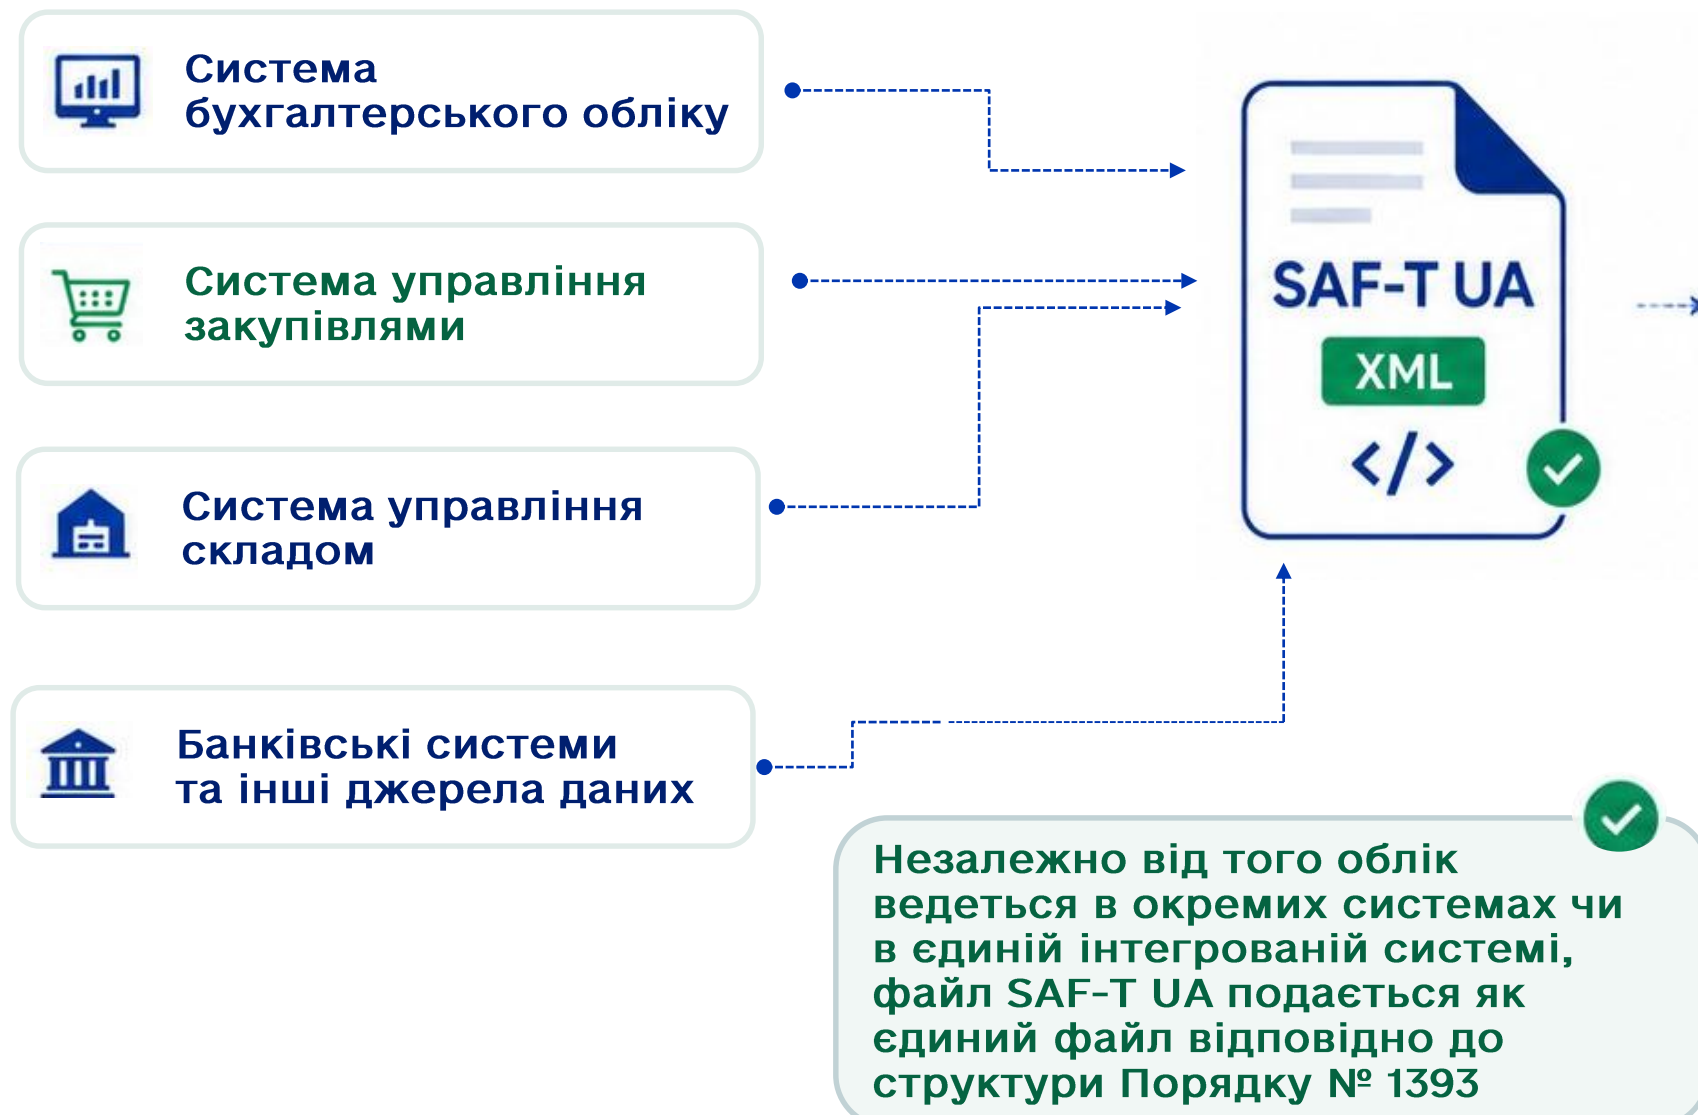 Система
бухгалтерського обліку
Система управління
закупівлями
Система управління
складом
Банківські системи
та інші джерела даних
SAF-T UA
XML
</>
Незалежно від того облік
ведеться в окремих системах чи
в єдиній інтегрованій системі,
файл SAF-T UA подається як
єдиний файл відповідно до
структури Порядку № 1393